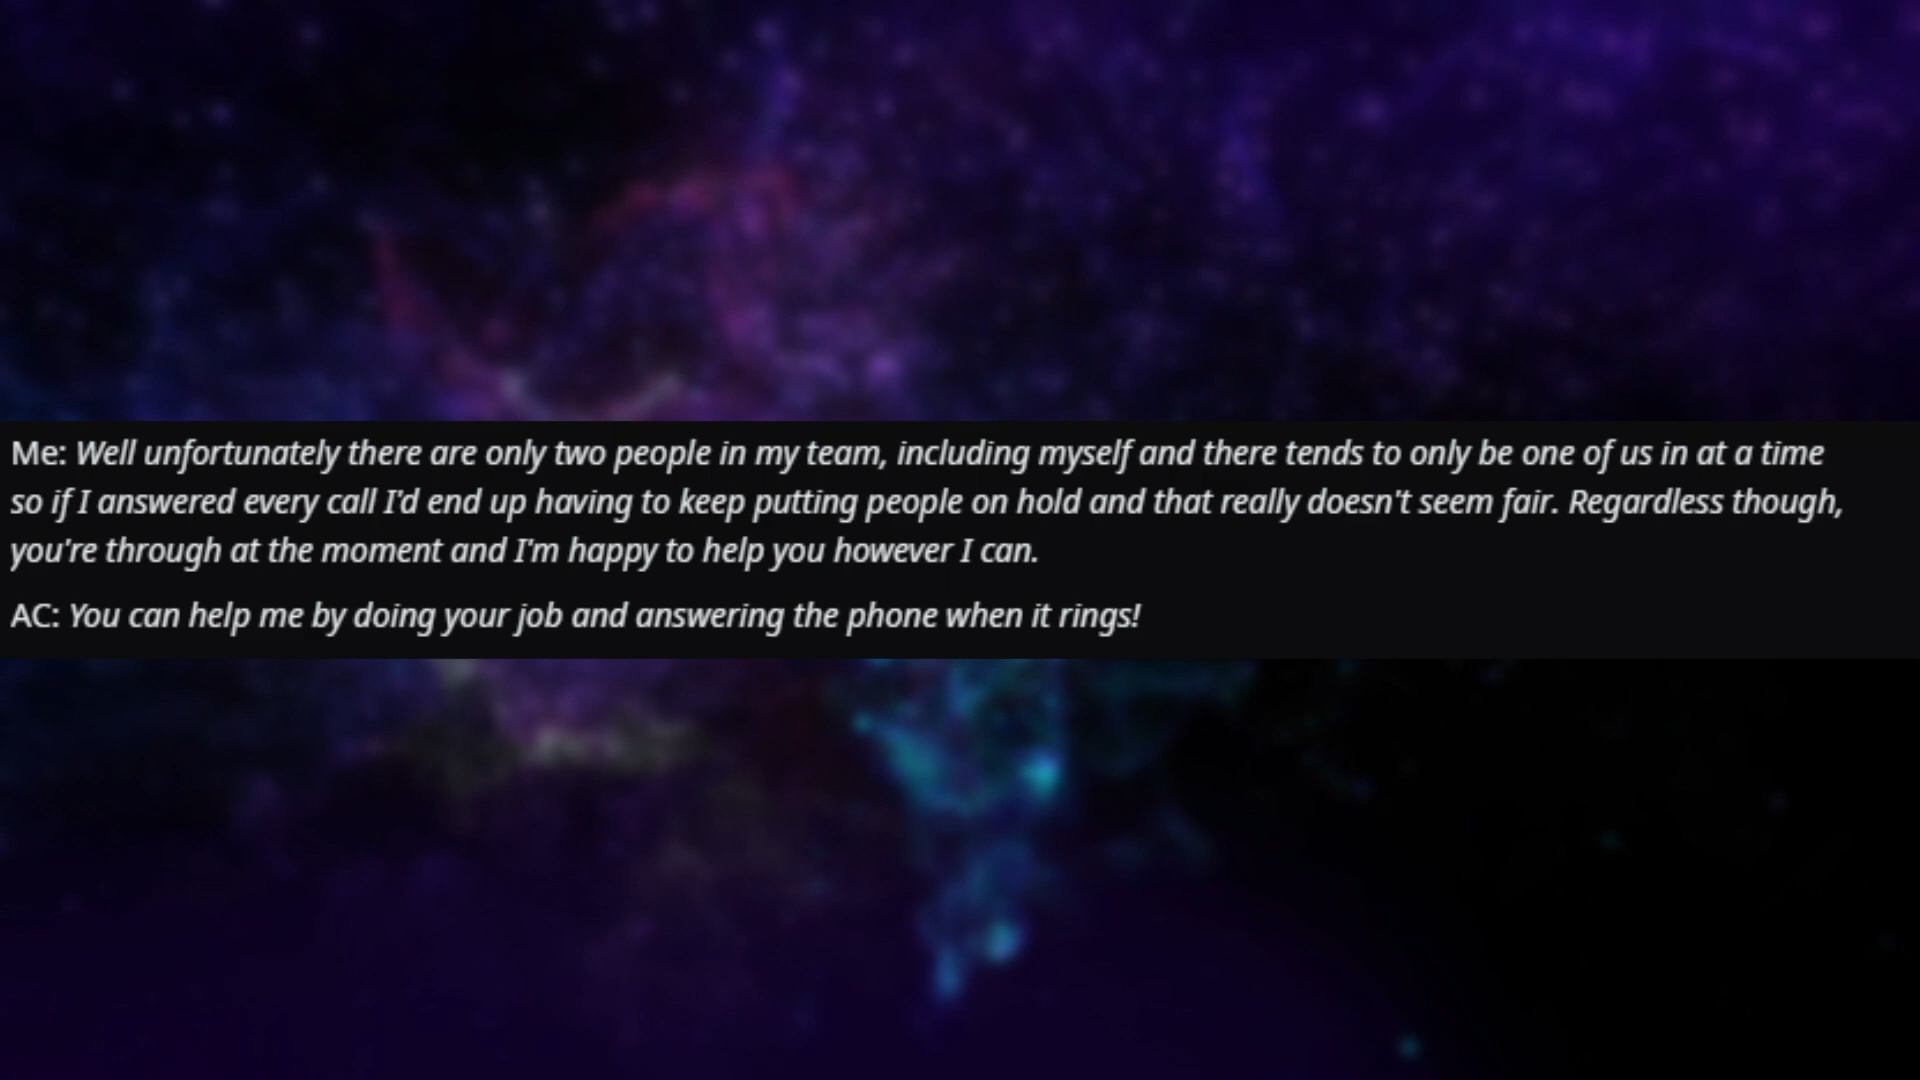 Me: Well unfortunately there are only two people in my team, including myself and there tends to only be one of us in at a time
so if I answered every call I'd end up having to keep putting people on hold and that really doesn't seem fair. Regardless though,
you're through at the moment and I'm happy to help you however I can.
AC: You can help me by doing your job and answering the phone when it rings!